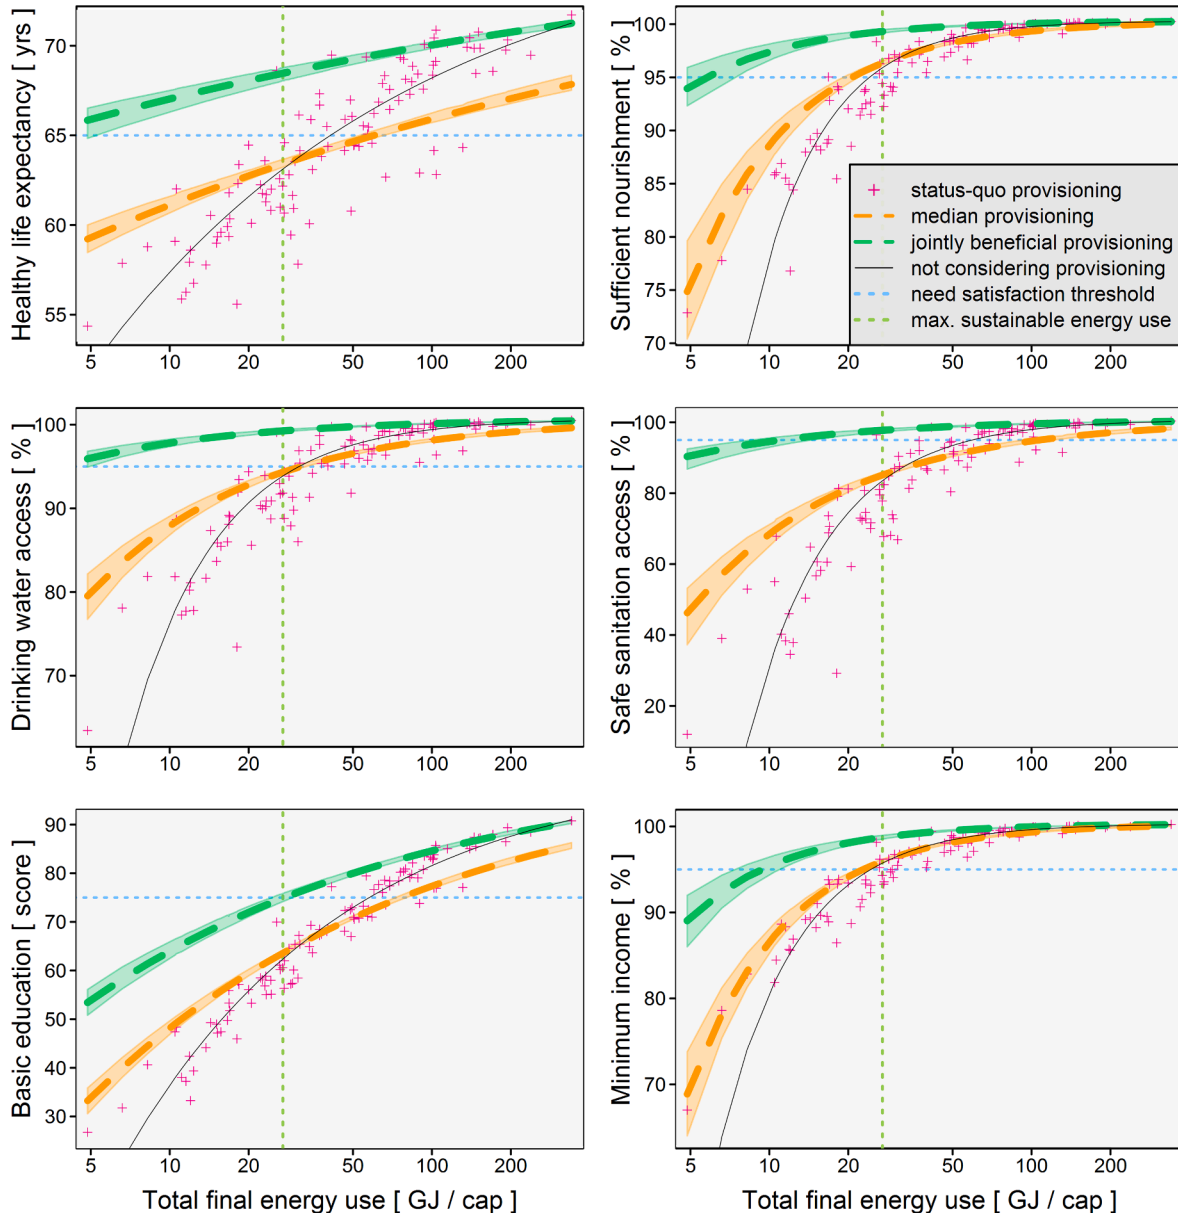 Healthy life expectancy [ yrs ]
70
65
60
55
5 10 20 50 100 200
Sufficient nourishment [ % ]
100
95
90
85
80
75
70
5 10 20 50 100 200
status-quo provisioning
median provisioning
jointly beneficial provisioning
not considering provisioning
need satisfaction threshold
max. sustainable energy use
Drinking water access [ % ]
100
90
80
70
5 10 20 50 100 200
Safe sanitation access [ % ]
100
80
60
40
20
5 10 20 50 100 200
Basic education [ score ]
90
80
70
60
50
40
30
5 10 20 50 100 200
Total final energy use [ GJ / cap ]
Minimum income [ % ]
100
90
80
70
5 10 20 50 100 200
Total final energy use [ GJ / cap ]